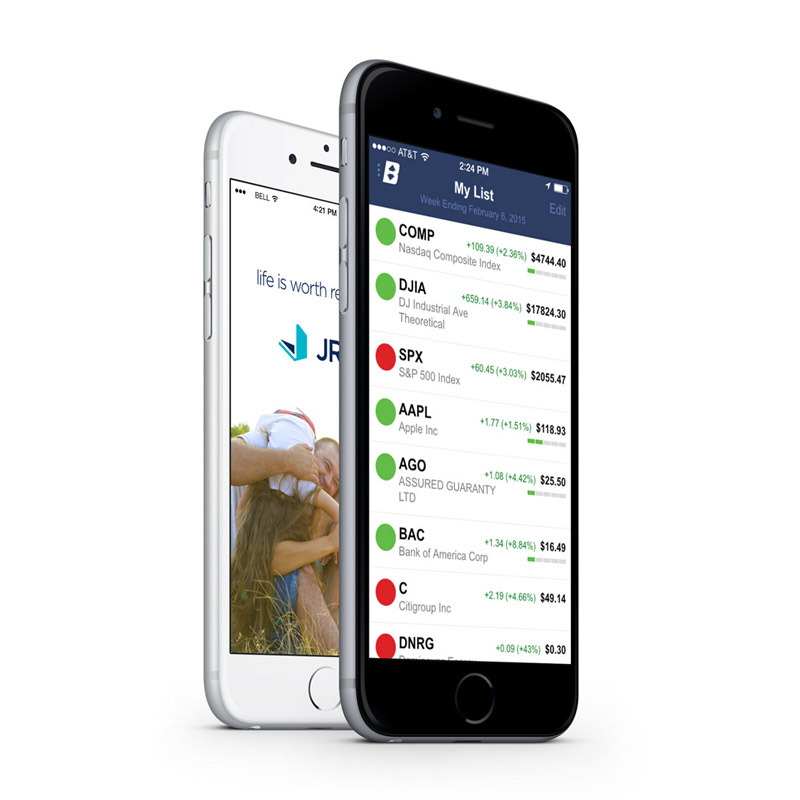 BELL
4:21 PM
life is worth
JR
AT&T
2:24 PM
My List
Edit
Week Ending February 6, 2015
COMP
+109.39 (+2.36%) $4744.40
Nasdaq Composite Index
DJIA
+659.14 (+3.84%) $17824.30
DJ Industrial Ave
Theoretical
SPX
+60.45 (+3.03%) $2055.47
S&P 500 Index
AAPL
+1.77 (+1.51%) $118.93
Apple Inc
AGO
+1.08 (+4.42%) $25.50
ASSURED GUARANTY
LTD
BAC
+1.34 (+8.84%) $16.49
Bank of America Corp
C
+2.19 (+4.66%) $49.14
Citigroup Inc
DNRG
+0.09 (+43%) $0.30